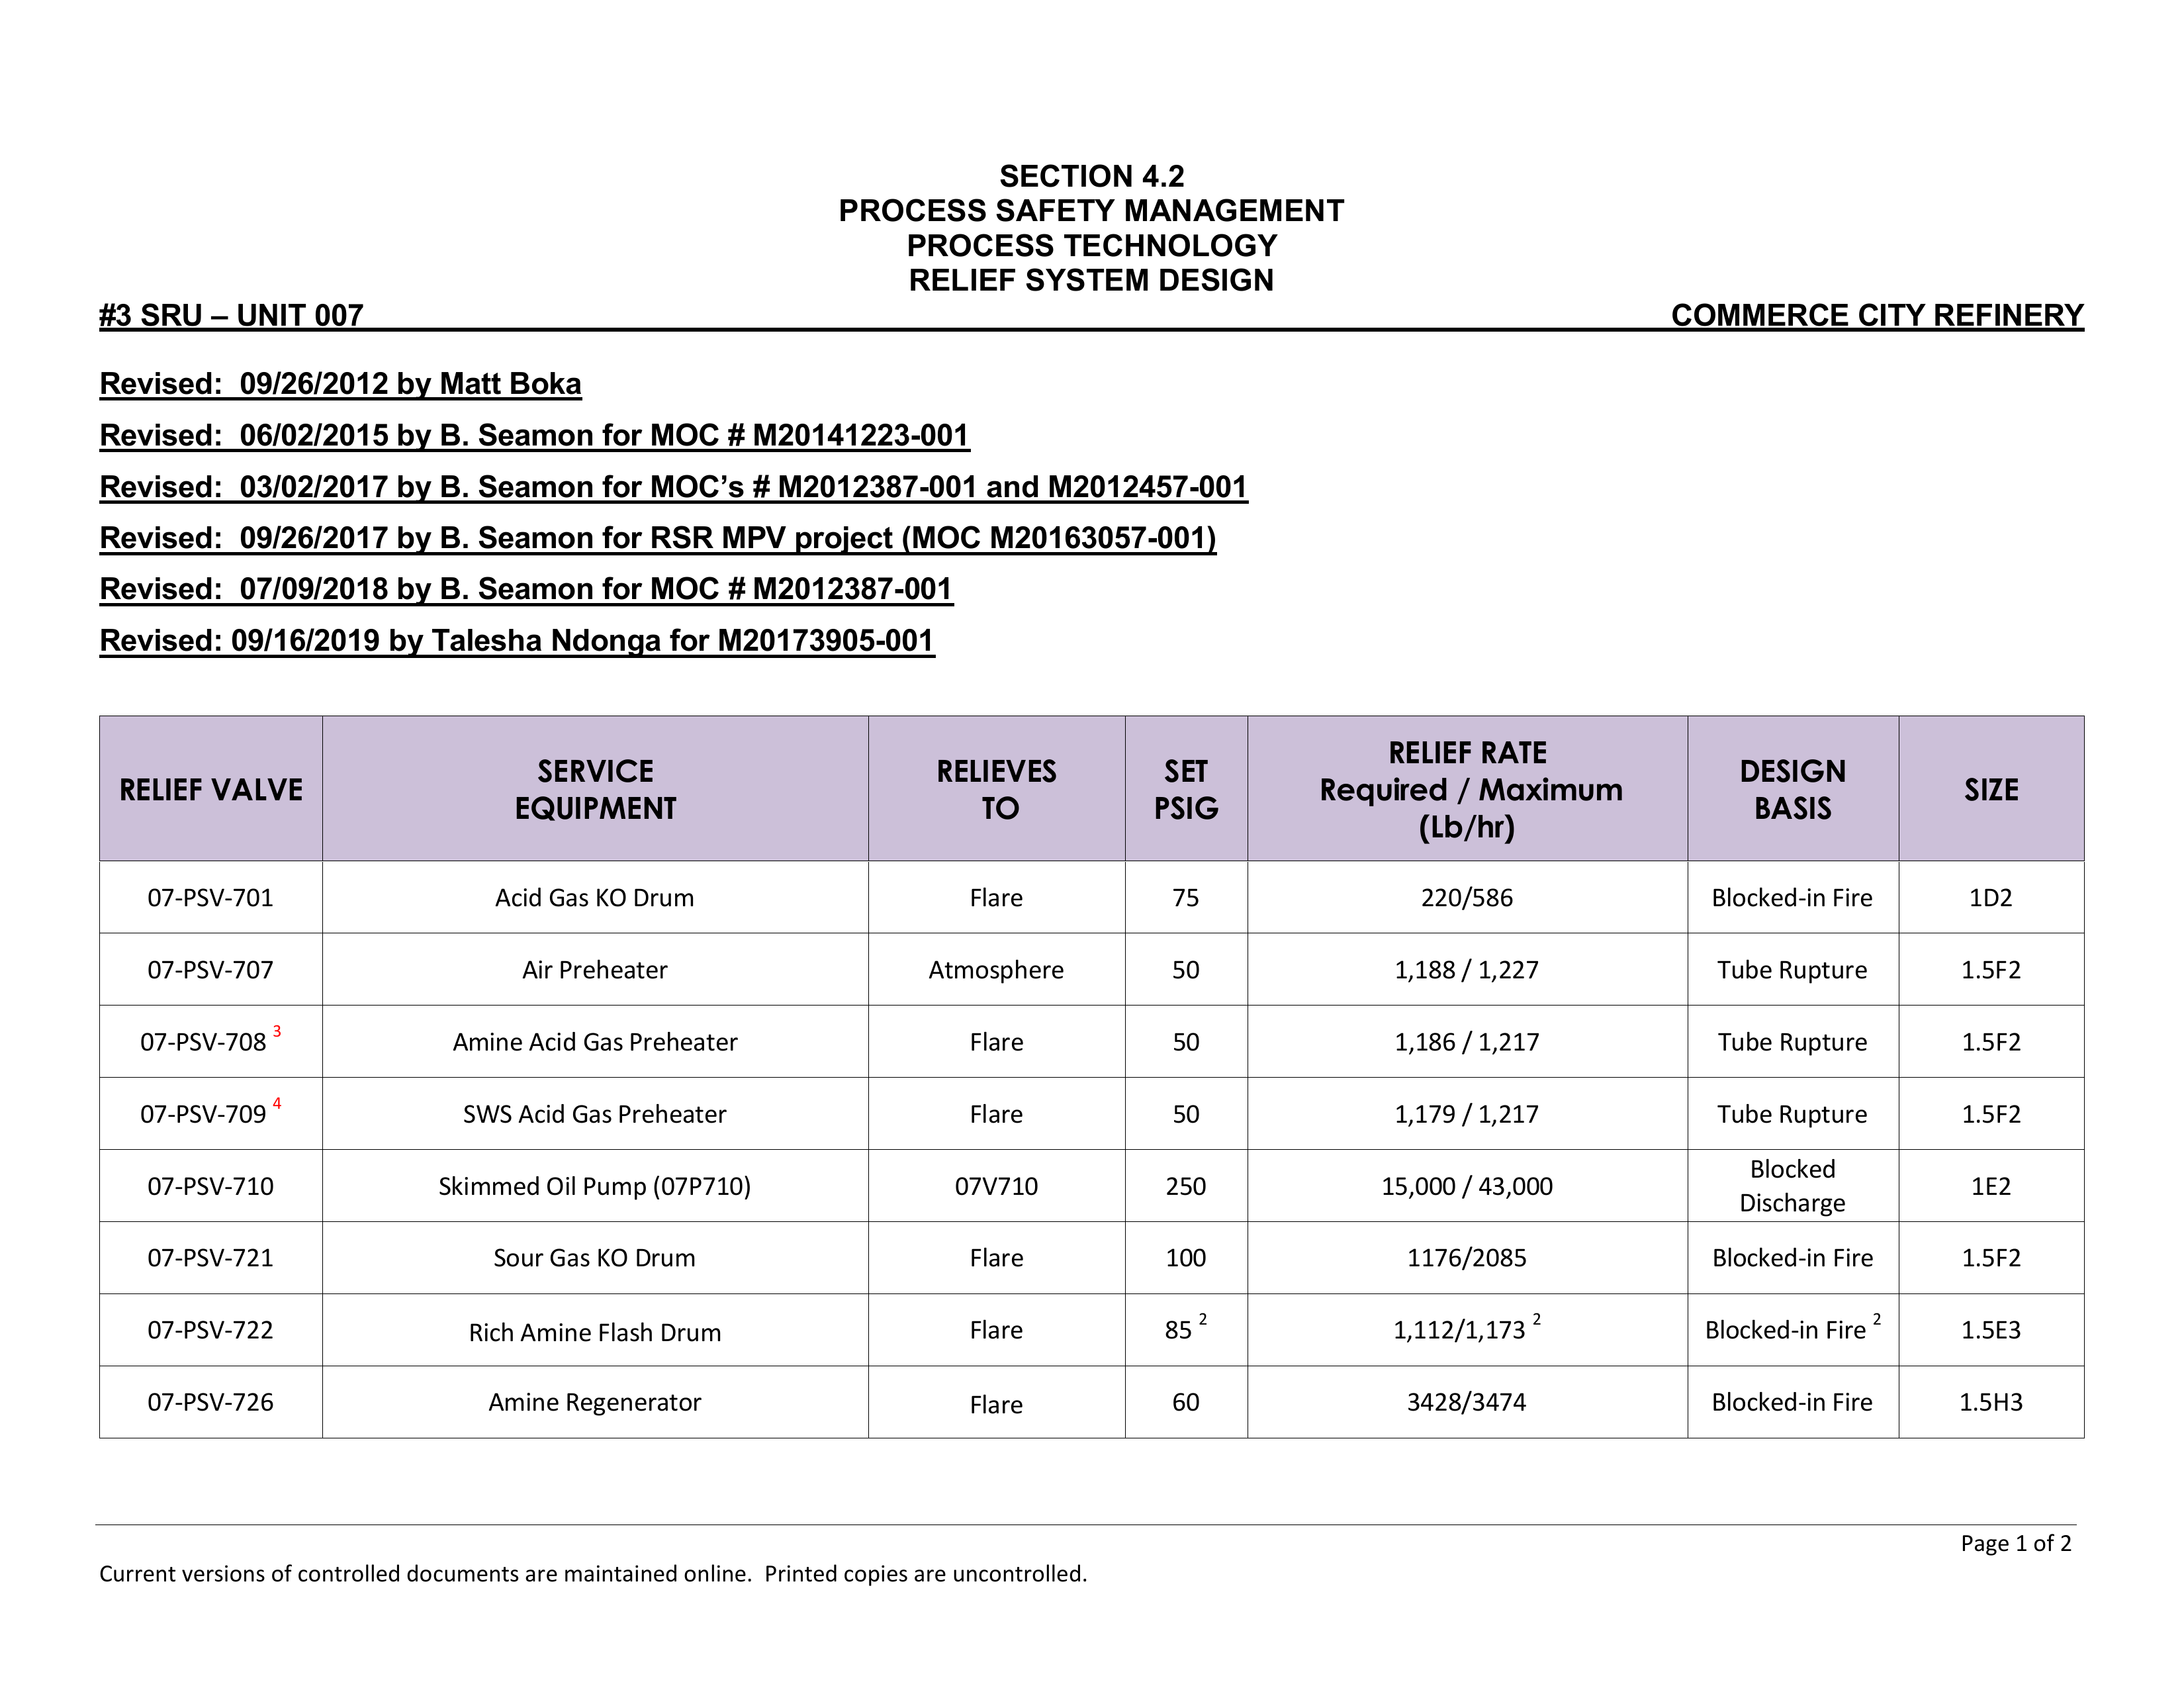 SECTION 4.2
PROCESS SAFETY MANAGEMENT
PROCESS TECHNOLOGY
RELIEF SYSTEM DESIGN
#3 SRU – UNIT 007 COMMERCE CITY REFINERY
Revised:  09/26/2012 by Matt Boka
Revised:  06/02/2015 by B. Seamon for MOC # M20141223-001
Revised:  03/02/2017 by B. Seamon for MOC’s # M2012387-001 and M2012457-001
Revised:  09/26/2017 by B. Seamon for RSR MPV project (MOC M20163057-001)
Revised:  07/09/2018 by B. Seamon for MOC # M2012387-001
Revised: 09/16/2019 by Talesha Ndonga for M20173905-001
RELIEF VALVE SERVICE EQUIPMENT RELIEVES TO SET PSIG RELIEF RATE Required / Maximum (Lb/hr) DESIGN BASIS SIZE
07-PSV-701 Acid Gas KO Drum Flare 75 220/586 Blocked-in Fire 1D2
07-PSV-707 Air Preheater Atmosphere 50 1,188 / 1,227 Tube Rupture 1.5F2
07-PSV-708 3 Amine Acid Gas Preheater Flare 50 1,186 / 1,217 Tube Rupture 1.5F2
07-PSV-709 4 SWS Acid Gas Preheater Flare 50 1,179 / 1,217 Tube Rupture 1.5F2
07-PSV-710 Skimmed Oil Pump (07P710) 07V710 250 15,000 / 43,000 Blocked Discharge 1E2
07-PSV-721 Sour Gas KO Drum Flare 100 1176/2085 Blocked-in Fire 1.5F2
07-PSV-722 Rich Amine Flash Drum Flare 85 2 1,112/1,173 2 Blocked-in Fire 2 1.5E3
07-PSV-726 Amine Regenerator Flare 60 3428/3474 Blocked-in Fire 1.5H3
Page 1 of 2
Current versions of controlled documents are maintained online.  Printed copies are uncontrolled.